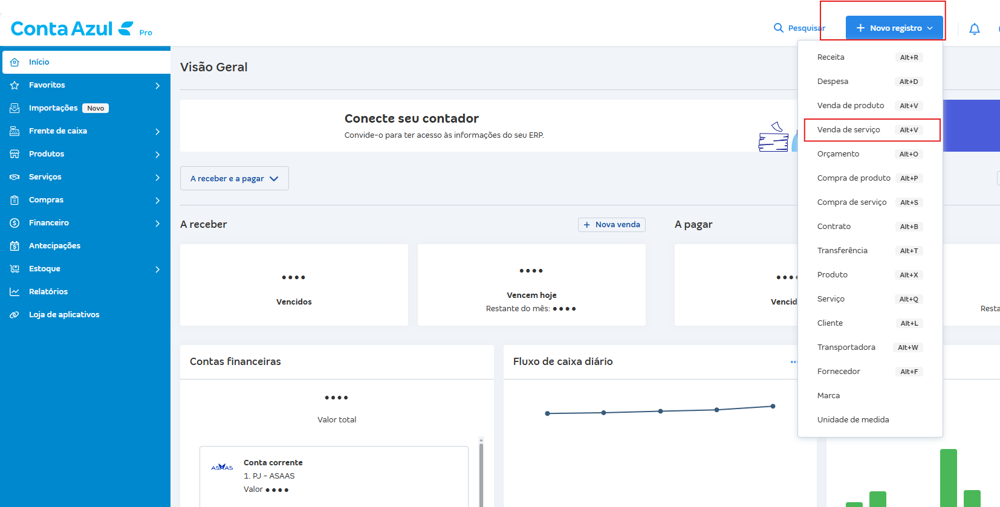 Conta Azul Pro
Pesquisar
Novo registro
Início
Favoritos
Importações Novo
Frente de caixa
Produtos
Serviços
Compras
Financeiro
Antecipações
Estoque
Relatórios
Loja de aplicativos
Visão Geral
Conecte seu contador
Convide-o para ter acesso às informações do seu ERP.
A receber e a pagar
A receber
Nova venda
A pagar
Vencidos
Vencem hoje
Restante do mês:
Contas financeiras
Valor total
Conta corrente
ASAAS
1. PJ - ASAAS
Valor
Fluxo de caixa diário
Receita Alt+R
Despesa Alt+D
Venda de produto Alt+V
Venda de serviço Alt+V
Orçamento Alt+O
Compra de produto Alt+P
Compra de serviço Alt+S
Contrato Alt+B
Transferência Alt+T
Produto Alt+X
Serviço Alt+Q
Cliente Alt+L
Transportadora Alt+W
Fornecedor Alt+F
Marca
Unidade de medida